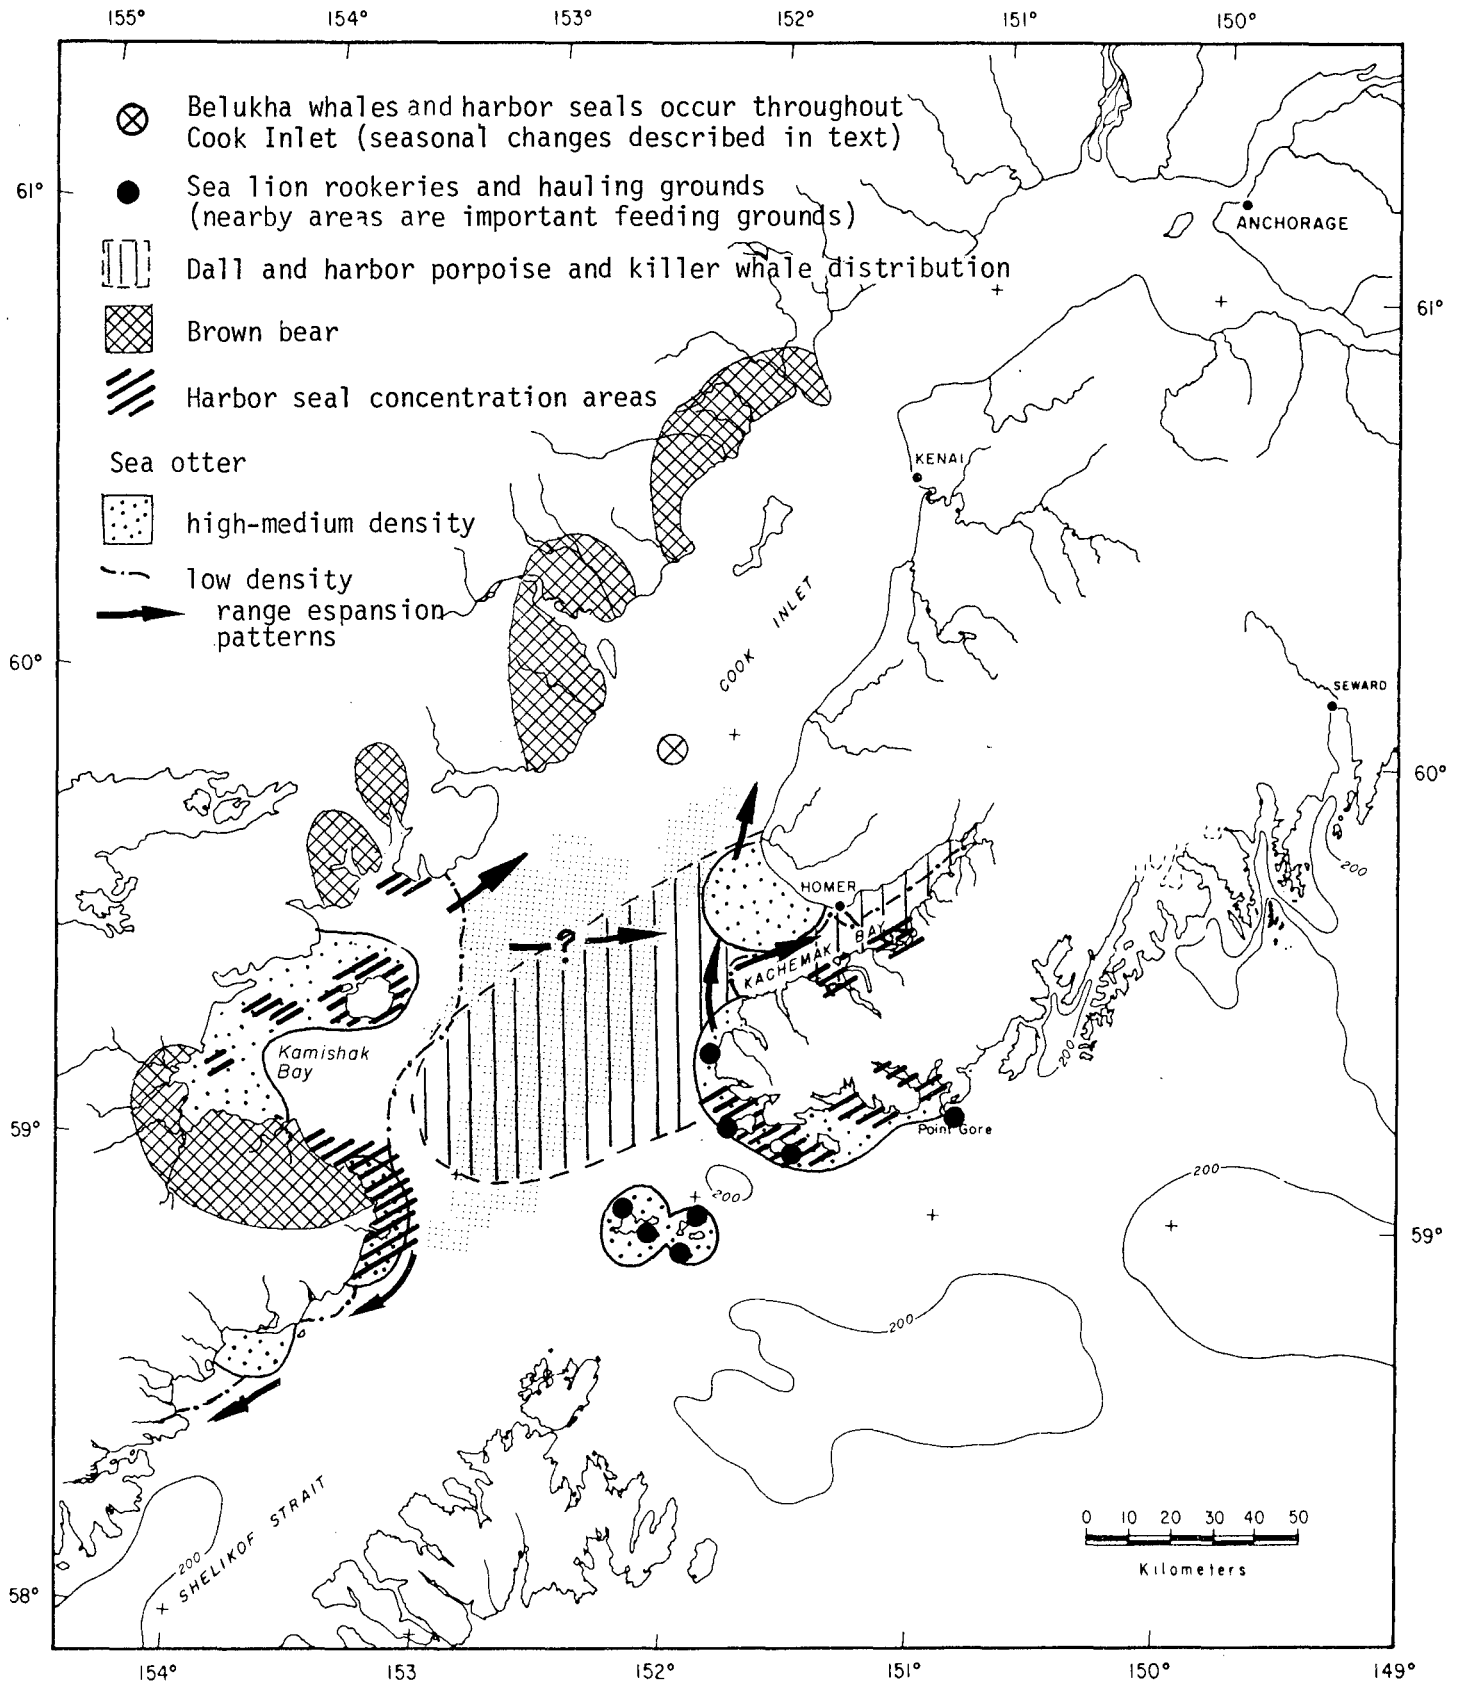 155° 154° 153° 152° 151° 150°
Belukha whales and harbor seals occur throughout
Cook Inlet (seasonal changes described in text)
61°
Sea lion rookeries and hauling grounds
(nearby areas are important feeding grounds)
ANCHORAGE
Dall and harbor porpoise and killer whale distribution
61°
Brown bear
Harbor seal concentration areas
Sea otter
KENAI
high-medium density
low density
range espansion
patterns
COOK INLET
60°
SEWARD
60°
200
HOMER
?
KACHEMAK BAY
Kamishak
Bay
200
59°
Point Gore
200
200
59°
200
SHELIKOF STRAIT
200
0 10 20 30 40 50
Kilometers
58°
154° 153 152° 151° 150° 149°